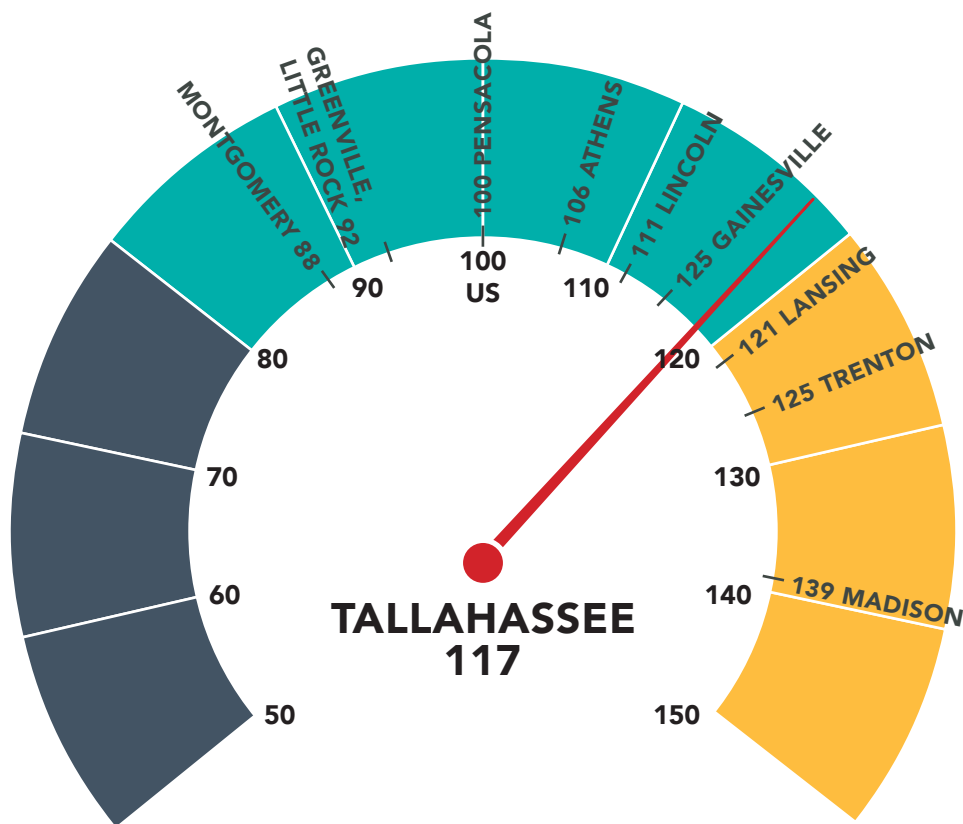 MONTGOMERY 88
GREENVILLE,
LITTLE ROCK 92
100 PENSACOLA
106 ATHENS
111 LINCOLN
125 GAINESVILLE
121 LANSING
125 TRENTON
139 MADISON
50
60
70
80
90
100
US
110
120
130
140
150
TALLAHASSEE
117